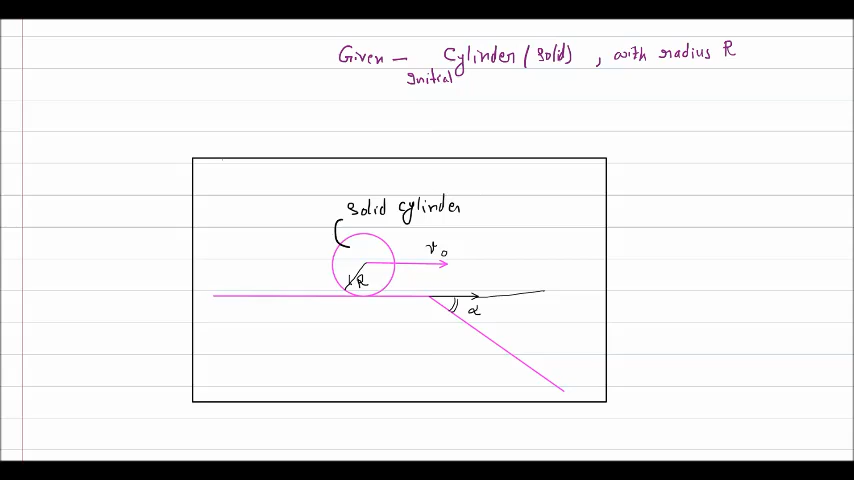 Given — Cylinder (solid), with radius R
Initial
solid cylinder
v₀
R
α